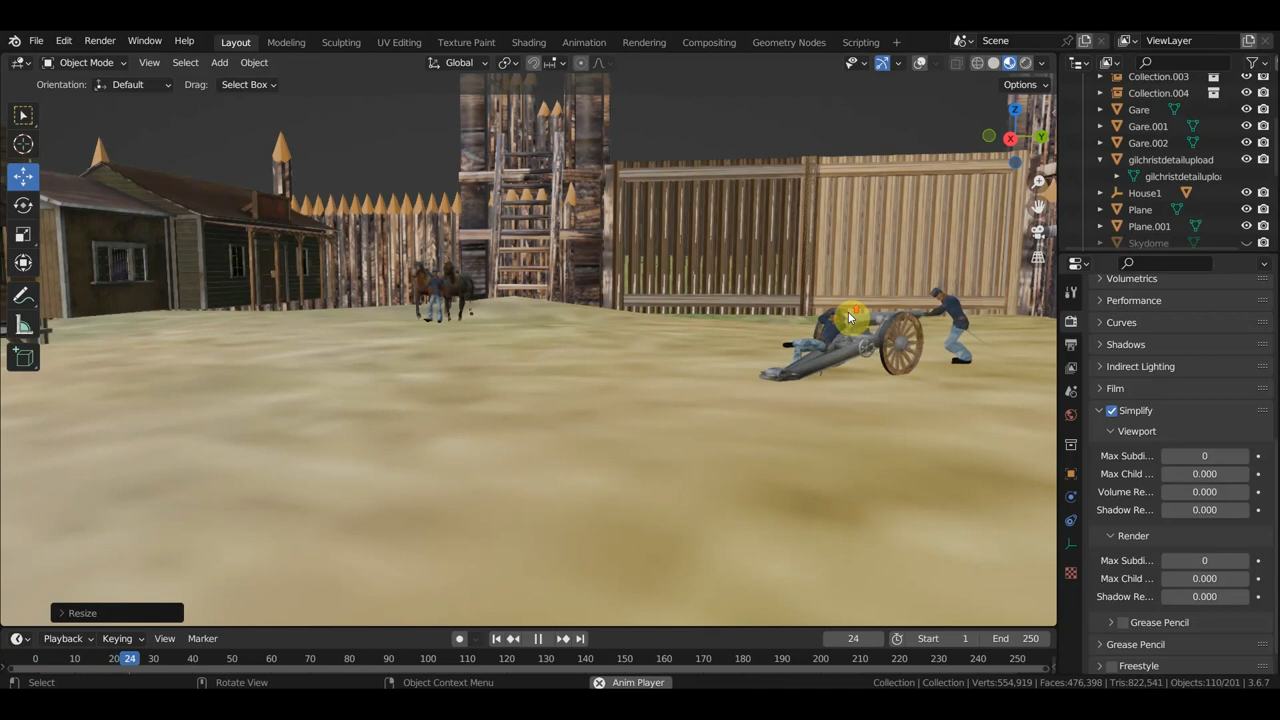 File Edit Render Window Help Layout Modeling Sculpting UV Editing Texture Paint Shading Animation Rendering Compositing Geometry Nodes Scripting + Scene ViewLayer
Object Mode View Select Add Object Global Options
Orientation: Default Drag: Select Box
Z
X
Y
Collection.003
Collection.004
Gare
Gare.001
Gare.002
gilchristdetailupload
gilchristdetailuploa
House1
Plane
Plane.001
Skydome
Volumetrics
Performance
Curves
Shadows
Indirect Lighting
Film
Simplify
Viewport
Max Subdi... 0
Max Child ... 0.000
Volume Re... 0.000
Shadow Re... 0.000
Render
Max Subdi... 0
Max Child ... 0.000
Shadow Re... 0.000
Grease Pencil
Grease Pencil
Freestyle
Resize
Playback Keying View Marker 24 Start 1 End 250
0 10 20 24 30 40 50 60 70 80 90 100 110 120 130 140 150 160 170 180 190 200 210 220 230 240 250
Select Rotate View Object Context Menu Anim Player Collection | Collection | Verts:554,919 | Faces:476,398 | Tris:822,541 | Objects:110/201 | 3.6.7